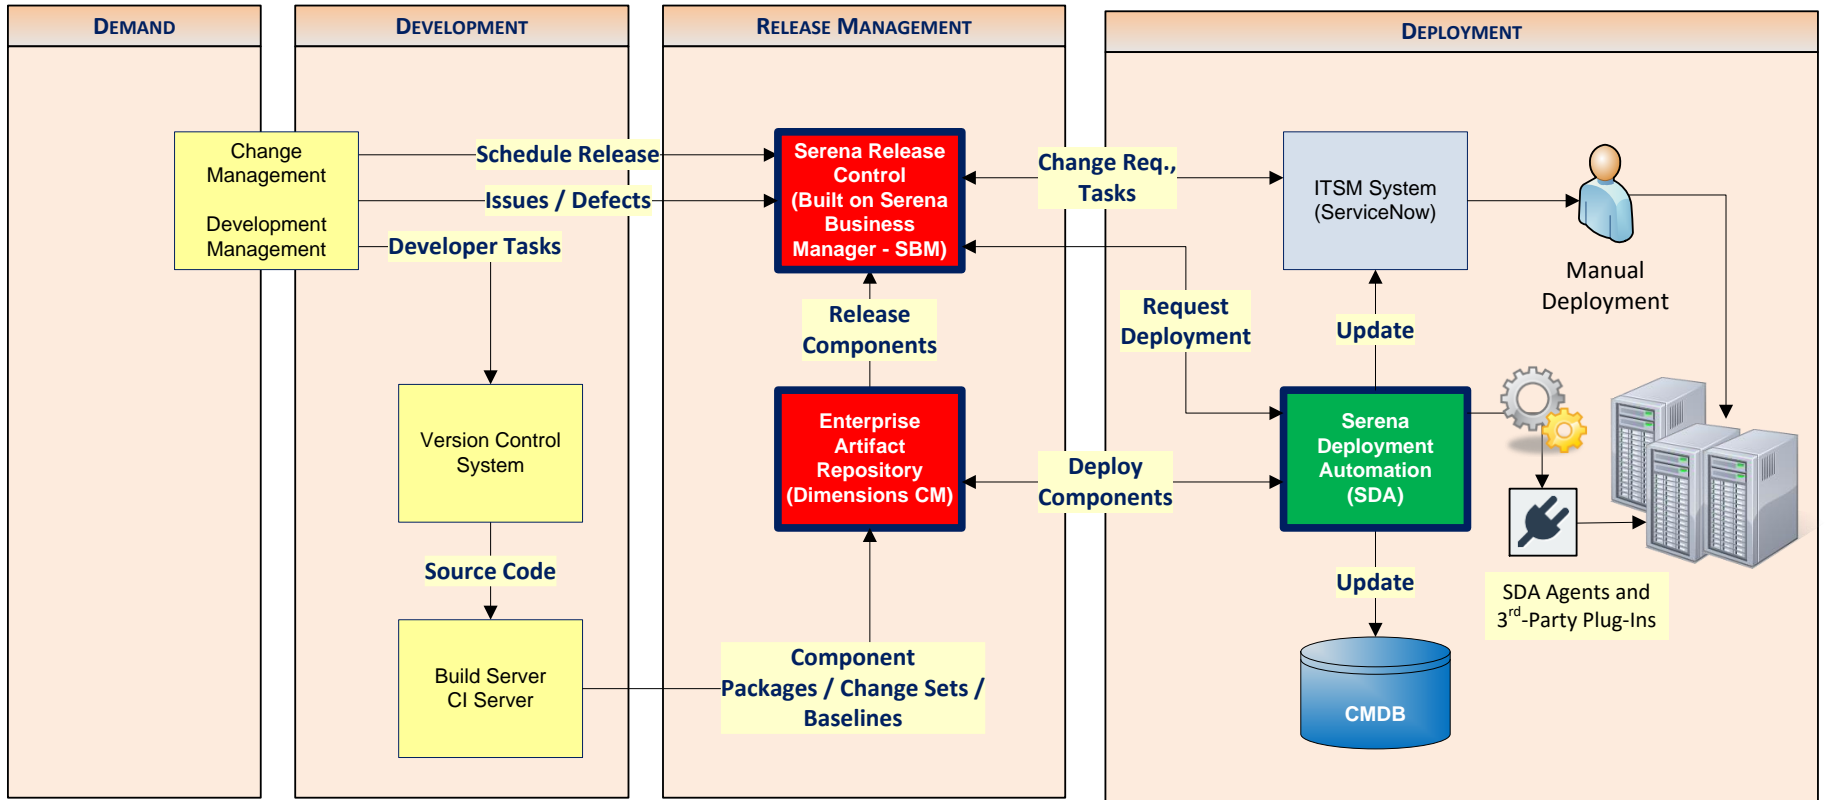 DEMAND
DEVELOPMENT
RELEASE MANAGEMENT
DEPLOYMENT
Change
Management
Development
Management
Schedule Release
Issues / Defects
Developer Tasks
Version Control
System
Source Code
Build Server
CI Server
Serena Release
Control
(Built on Serena
Business
Manager - SBM)
Release
Components
Enterprise
Artifact
Repository
(Dimensions CM)
Component
Packages / Change Sets /
Baselines
Change Req.,
Tasks
Request
Deployment
Deploy
Components
ITSM System
(ServiceNow)
Update
Serena
Deployment
Automation
(SDA)
Update
CMDB
Manual
Deployment
SDA Agents and
3rd-Party Plug-Ins